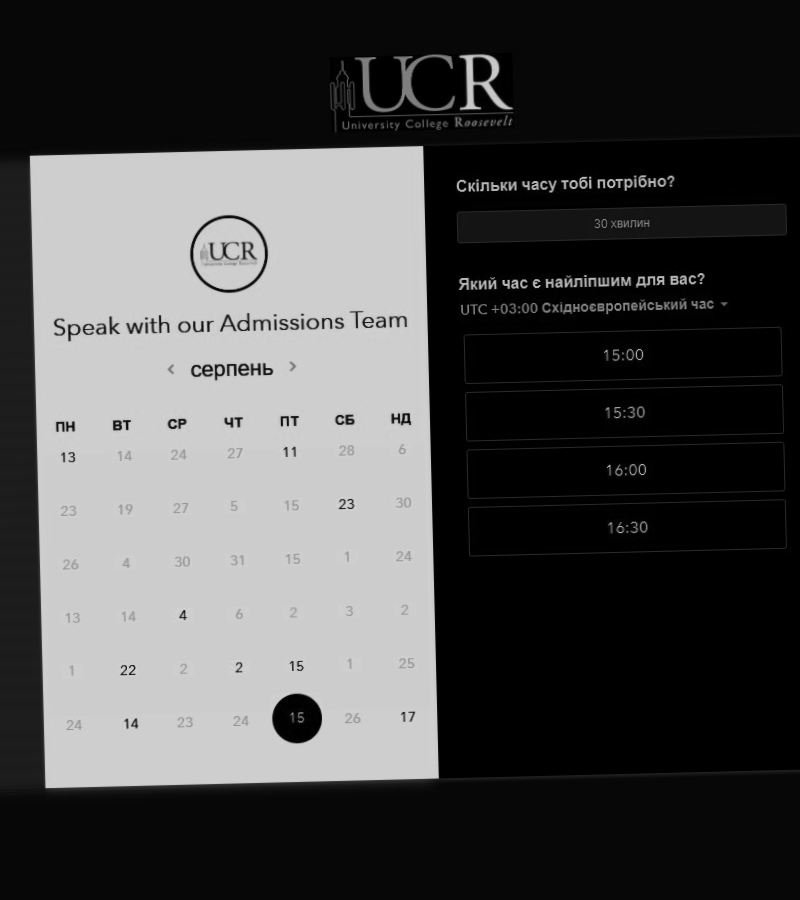 UCR
University College Roosevelt
UCR
University College Roosevelt
Speak with our Admissions Team
серпень
ПН ВТ СР ЧТ ПТ СБ НД
13 14 24 27 11 28 6
23 19 27 5 15 23 30
26 4 30 31 15 1 24
13 14 4 6 2 3 2
1 22 2 2 15 1 25
24 14 23 24 15 26 17
Скільки часу тобі потрібно?
30 хвилин
Який час є найліпшим для вас?
UTC +03:00 Східноєвропейський час
15:00
15:30
16:00
16:30